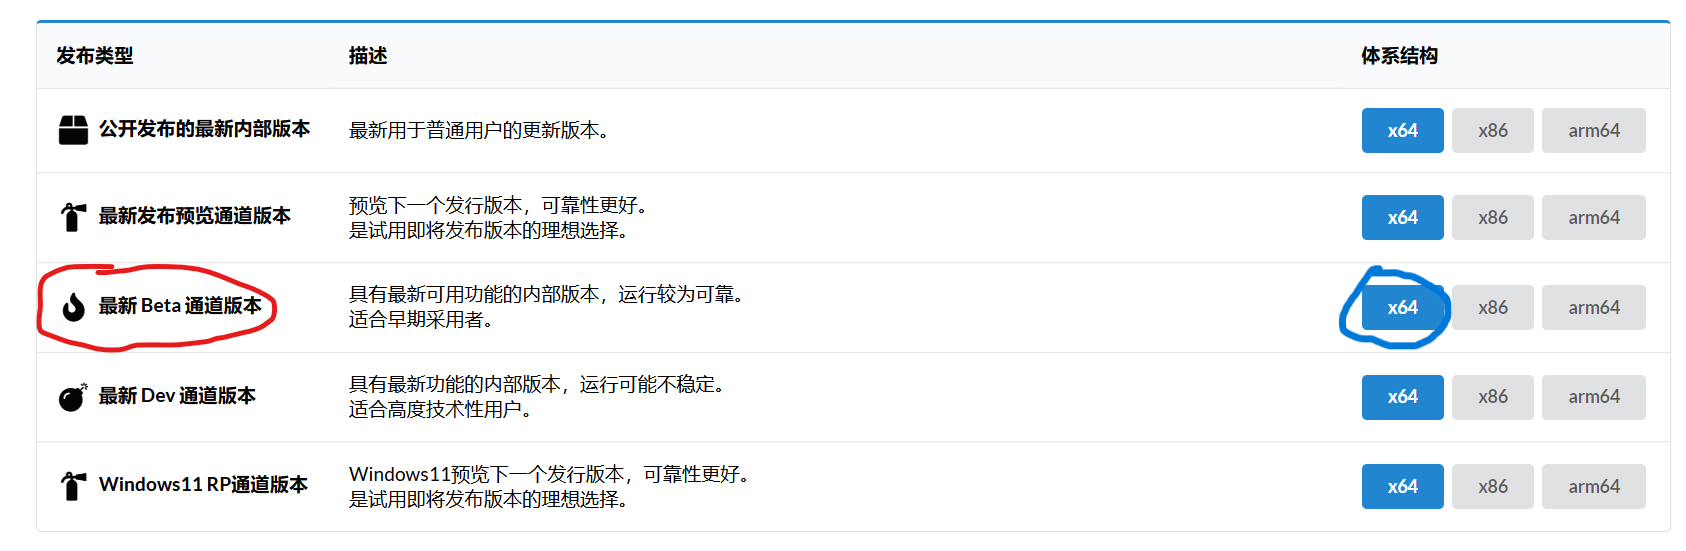 发布类型 描述 体系结构
公开发布的最新内部版本 最新用于普通用户的更新版本。 x64 x86 arm64
最新发布预览通道版本 预览下一个发行版本，可靠性更好。 x64 x86 arm64
是试用即将发布版本的理想选择。
最新 Beta 通道版本 具有最新可用功能的内部版本，运行较为可靠。 x64 x86 arm64
适合早期采用者。
最新 Dev 通道版本 具有最新功能的内部版本，运行可能不稳定。 x64 x86 arm64
适合高度技术性用户。
Windows11 RP通道版本 Windows11预览下一个发行版本，可靠性更好。 x64 x86 arm64
是试用即将发布版本的理想选择。